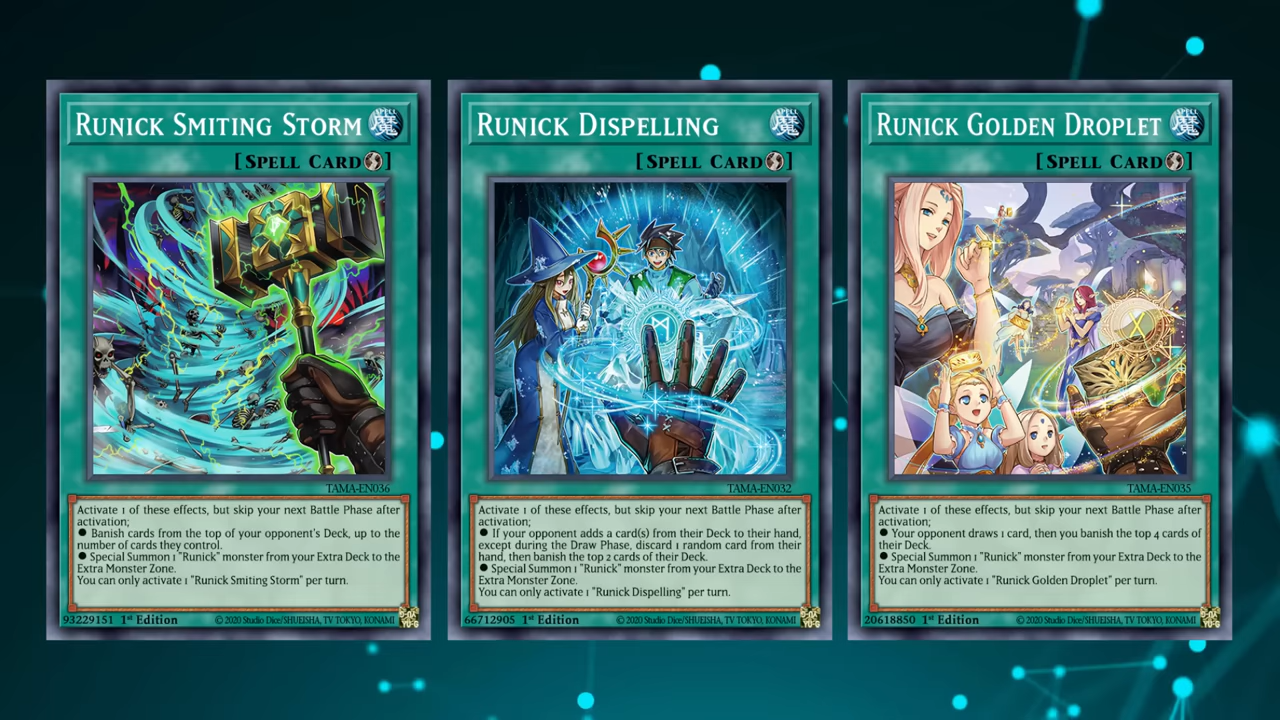 RUNICK SMITING STORM
[SPELL CARD]
TAMA-EN036
Activate 1 of these effects, but skip your next Battle Phase after
activation;
● Banish cards from the top of your opponent's Deck, up to the
number of cards they control.
● Special Summon 1 "Runick" monster from your Extra Deck to the
Extra Monster Zone.
You can only activate 1 "Runick Smiting Storm" per turn.
93229151 1st Edition © 2020 Studio Dice/SHUEISHA, TV TOKYO, KONAMI
RUNICK DISPELLING
[SPELL CARD]
TAMA-EN032
Activate 1 of these effects, but skip your next Battle Phase after
activation;
● If your opponent adds a card(s) from their Deck to their hand,
except during the Draw Phase, discard 1 random card from their
hand, then banish the top 2 cards of their Deck.
● Special Summon 1 "Runick" monster from your Extra Deck to the
Extra Monster Zone.
You can only activate 1 "Runick Dispelling" per turn.
66712905 1st Edition © 2020 Studio Dice/SHUEISHA, TV TOKYO, KONAMI
RUNICK GOLDEN DROPLET
[SPELL CARD]
TAMA-EN035
Activate 1 of these effects, but skip your next Battle Phase after
activation;
● Your opponent draws 1 card, then you banish the top 4 cards of
their Deck.
● Special Summon 1 "Runick" monster from your Extra Deck to the
Extra Monster Zone.
You can only activate 1 "Runick Golden Droplet" per turn.
20618850 1st Edition © 2020 Studio Dice/SHUEISHA, TV TOKYO, KONAMI